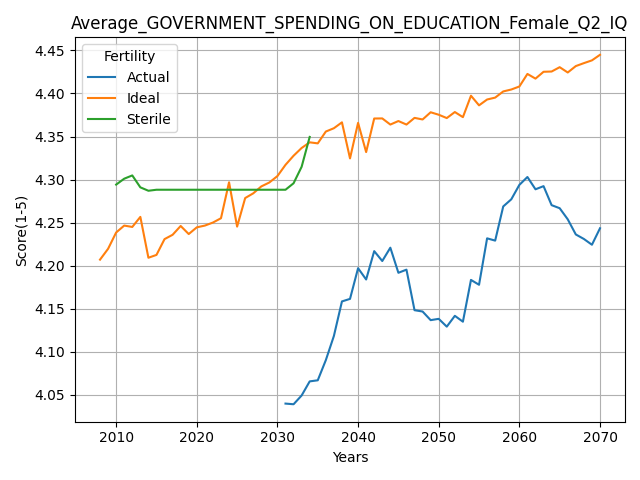 Average_GOVERNMENT_SPENDING_ON_EDUCATION_Female_Q2_IQ
Fertility
Actual
Ideal
Sterile
Score(1-5)
4.45
4.40
4.35
4.30
4.25
4.20
4.15
4.10
4.05
2010 2020 2030 2040 2050 2060 2070
Years